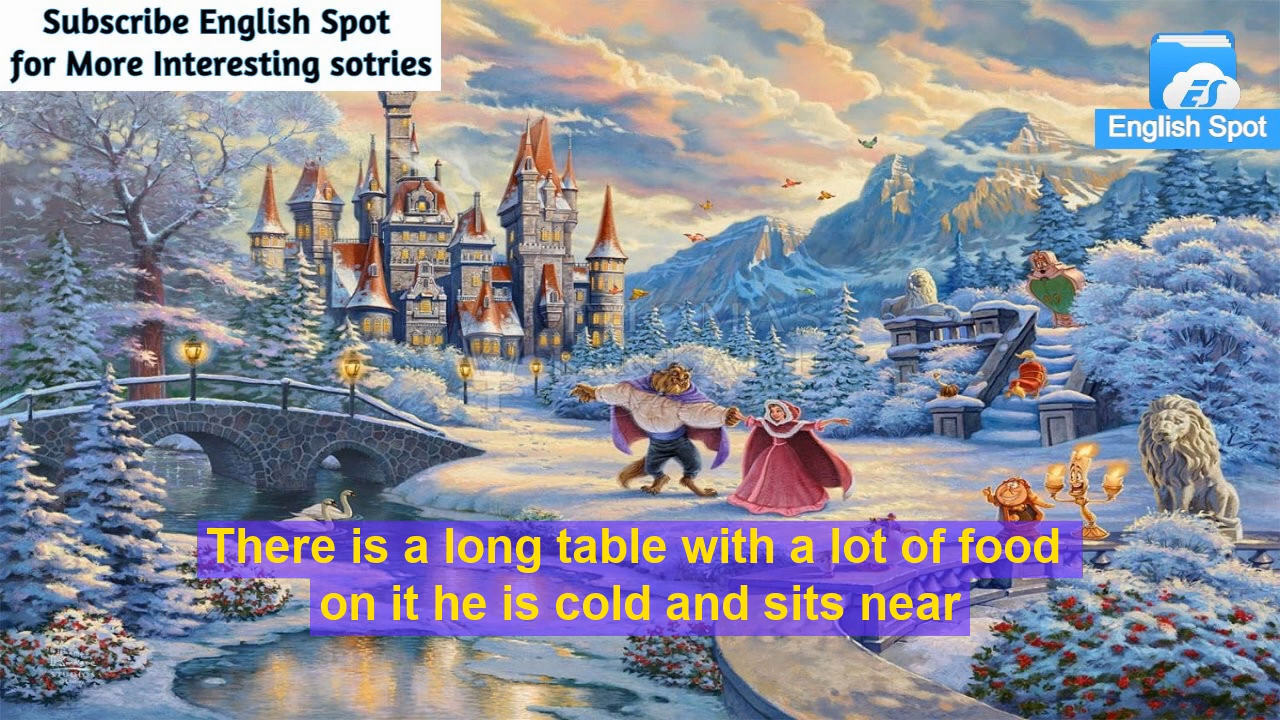 Subscribe English Spot
for More Interesting sotries
ES
English Spot
There is a long table with a lot of food
on it he is cold and sits near